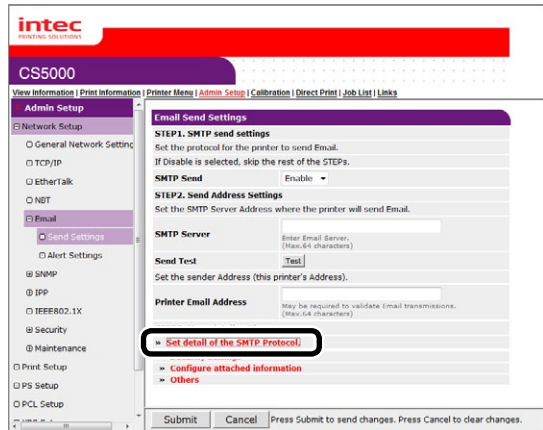 intec
PRINTING SOLUTIONS
CS5000
View Information | Print Information | Printer Menu | Admin Setup | Calibration | Direct Print | Job List | Links
Admin Setup
Network Setup
General Network Setting
TCP/IP
EtherTalk
NBT
Email
Send Settings
Alert Settings
SNMP
IPP
IEEE802.1X
Security
Maintenance
Print Setup
PS Setup
PCL Setup
Email Send Settings
STEP1. SMTP send settings
Set the protocol for the printer to send Email.
If Disable is selected, skip the rest of the STEPs.
SMTP Send Enable
STEP2. Send Address Settings
Set the SMTP Server Address where the printer will send Email.
SMTP Server
Enter Email Server.
(Max.64 characters)
Send Test Test
Set the sender Address (this printer's Address).
Printer Email Address
May be required to validate Email transmissions.
(Max.64 characters)
» Set detail of the SMTP Protocol.
» Configure attached information
» Others
Submit Cancel Press Submit to send changes. Press Cancel to clear changes.